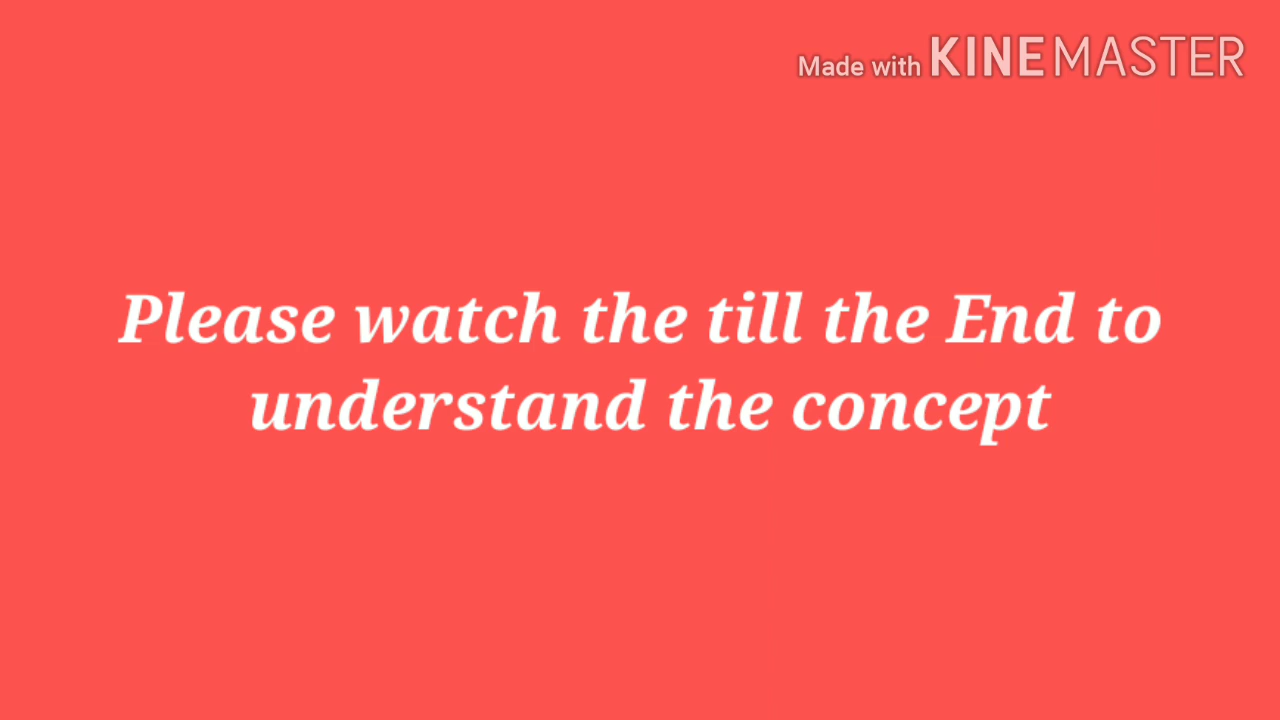 Made with KINEMASTER
Please watch the till the End to
understand the concept